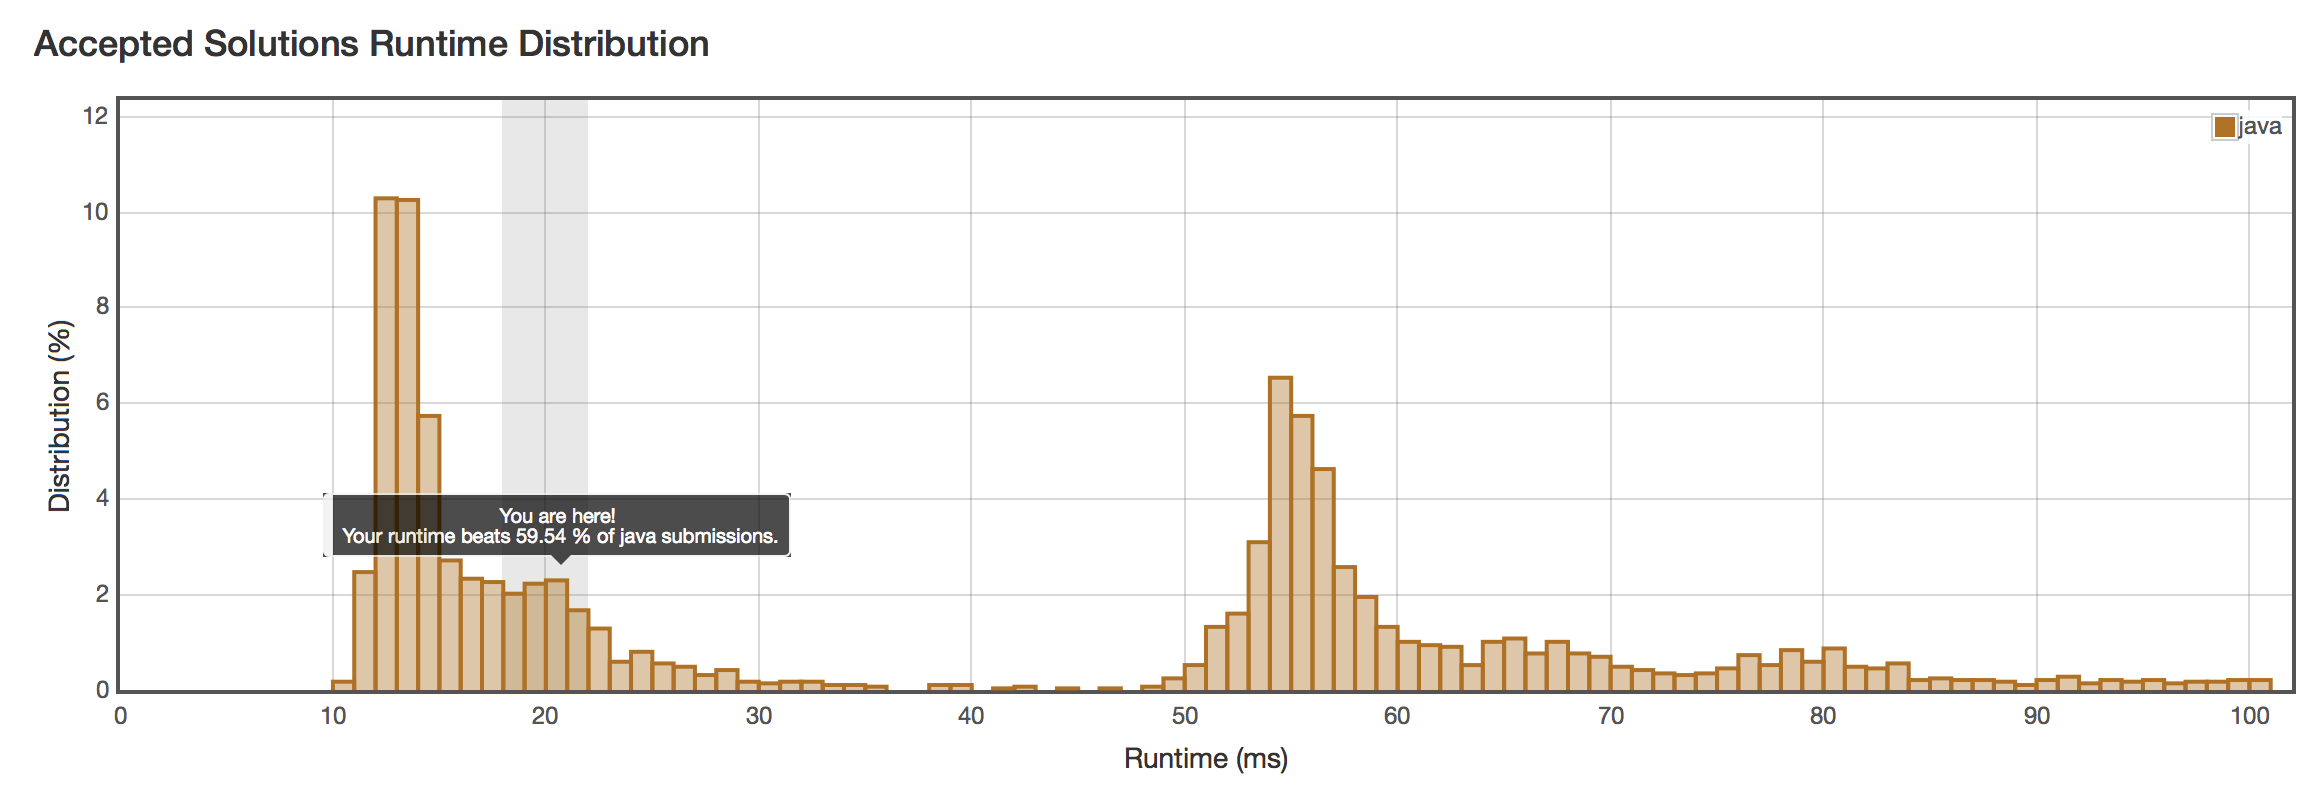 Accepted Solutions Runtime Distribution
12
10
8
6
4
2
0
Distribution (%)
java
You are here!
Your runtime beats 59.54 % of java submissions.
0 10 20 30 40 50 60 70 80 90 100
Runtime (ms)